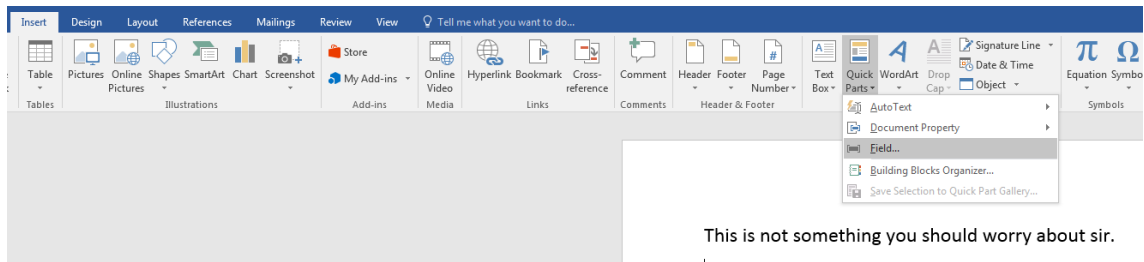 Insert Design Layout References Mailings Review View Tell me what you want to do...
Table Pictures Online Pictures Shapes SmartArt Chart Screenshot Store My Add-ins Online Video Hyperlink Bookmark Cross-reference Comment Header Footer Page Number Text Box Quick Parts WordArt Drop Cap Signature Line Date & Time Object Equation Symbo
Tables Illustrations Add-ins Media Links Comments Header & Footer Symbols
AutoText
Document Property
Field...
Building Blocks Organizer...
Save Selection to Quick Part Gallery...
This is not something you should worry about sir.